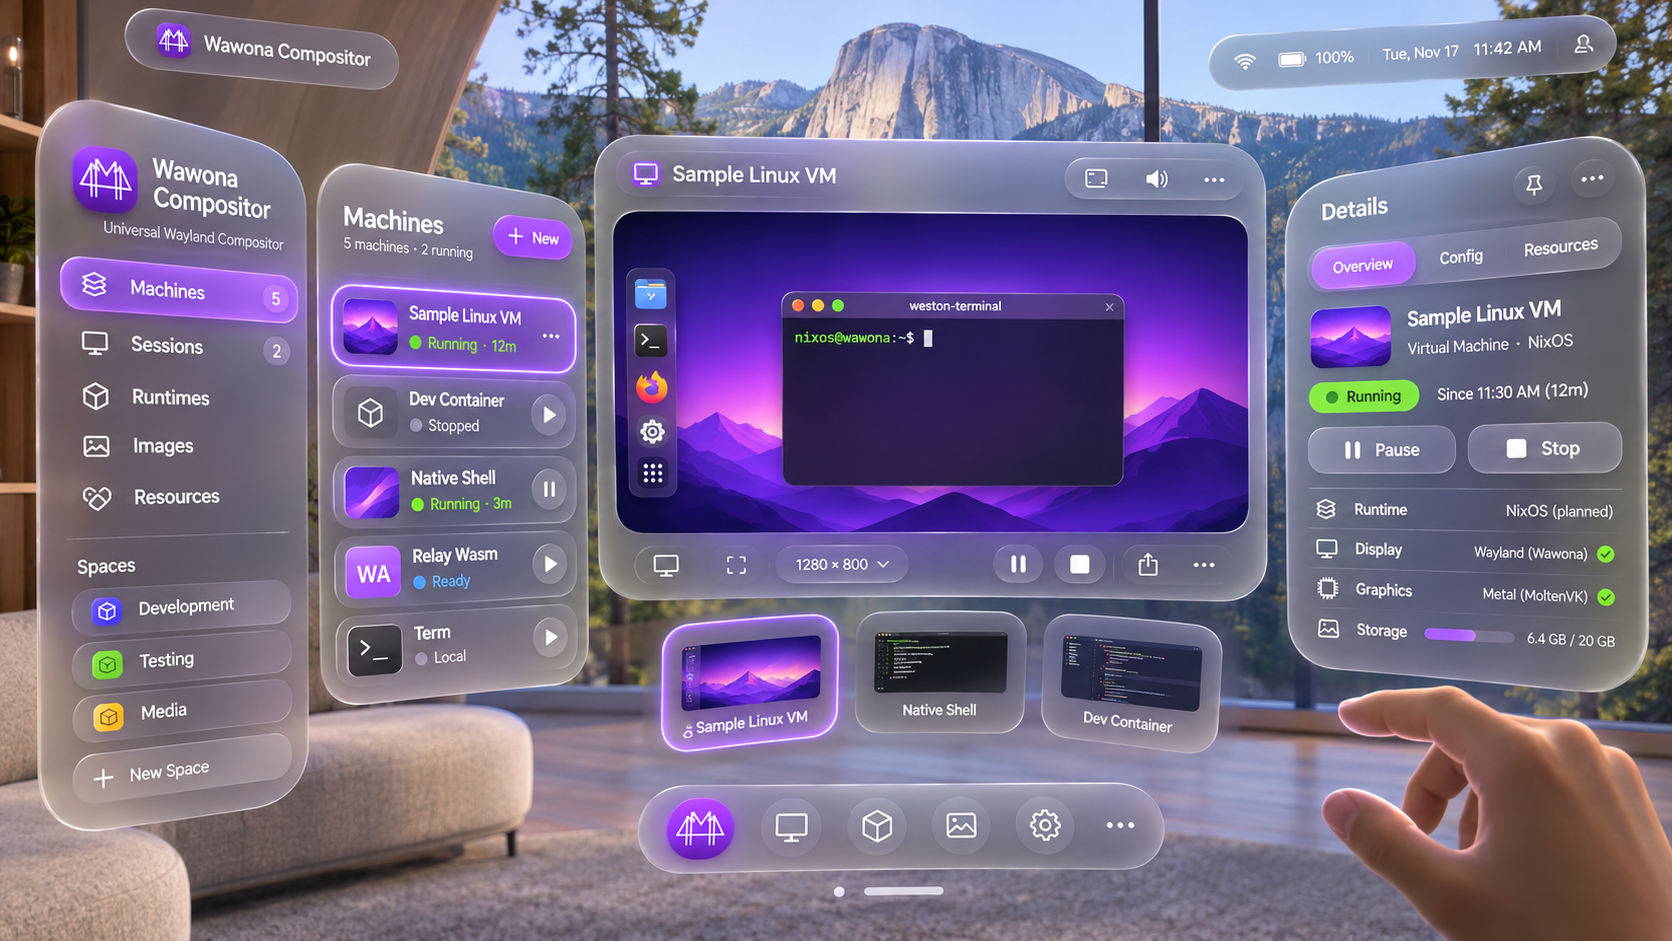 Wawona Compositor
100%
Tue, Nov 17
11:42 AM
Wawona
Compositor
Universal Wayland Compositor
Machines
5
Sessions
2
Runtimes
Images
Resources
Spaces
Development
Testing
Media
+ New Space
Machines
5 machines · 2 running
+ New
Sample Linux VM
Running · 12m
Dev Container
Stopped
Native Shell
Running · 3m
WA
Relay Wasm
Ready
>_
Term
Local
Sample Linux VM
weston-terminal
nixos@wawona:~$
1280 × 800
Sample Linux VM
Native Shell
Dev Container
Details
Overview
Config
Resources
Sample Linux VM
Virtual Machine · NixOS
Running
Since 11:30 AM (12m)
Pause
Stop
Runtime
NixOS (planned)
Display
Wayland (Wawona)
Graphics
Metal (MoltenVK)
Storage
6.4 GB / 20 GB